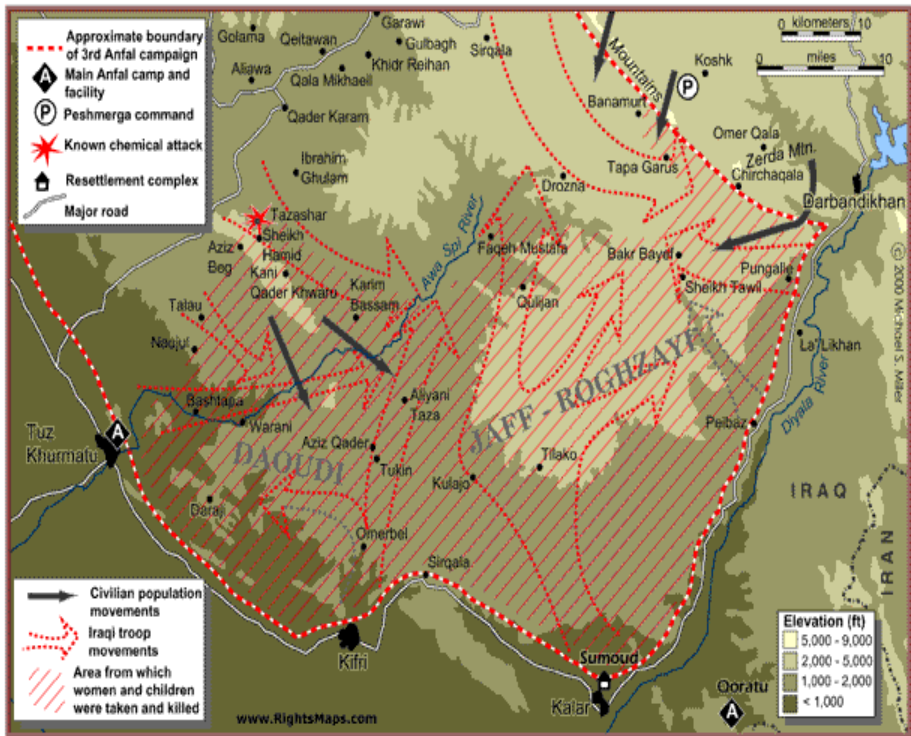 Approximate boundary
of 3rd Anfal campaign
A
Main Anfal camp and
facility
P
Peshmerga command
Known chemical attack
Resettlement complex
Major road
Golama
Qeitawan
Garawi
Gulbagh
Khidr Reihan
Aliawa
Qala Mikhaeil
Sirqala
Qader Karam
Ibrahim
Ghulam
Mountains
Koshk
P
Banamurt
0 kilometers 10
0 miles 10
Omer Qala
Zerda Mtn.
Tapa Garus
Chirchaqala
Drozna
Darbandikhan
Tazashar
Sheikh
Hamid
Aziz
Beg
Kani
Qader Khwaru
Karim
Bassam
Awa Spi River
Faqeh Mustafa
Bakr Bayef
Pungalle
Sheikh Tawil
Qulijan
© 2000 Michael S. Miller
Talau
Naujul
La'Likhan
Diyala River
JAFF - ROGHZAYI
Bashtapa
Warani
Aliyani
Taza
Peibaz
Tuz
Khurmatu
A
DAOUDI
Aziz Qader
Tukin
Tilako
Kulajo
Daraji
IRAQ
IRAN
Omerbel
Sirqala
Civilian population
movements
Iraqi troop
movements
Area from which
women and children
were taken and killed
Kifri
Sumoud
Kalar
Qoratu
A
Elevation (ft)
5,000 - 9,000
2,000 - 5,000
1,000 - 2,000
< 1,000
www.RightsMaps.com